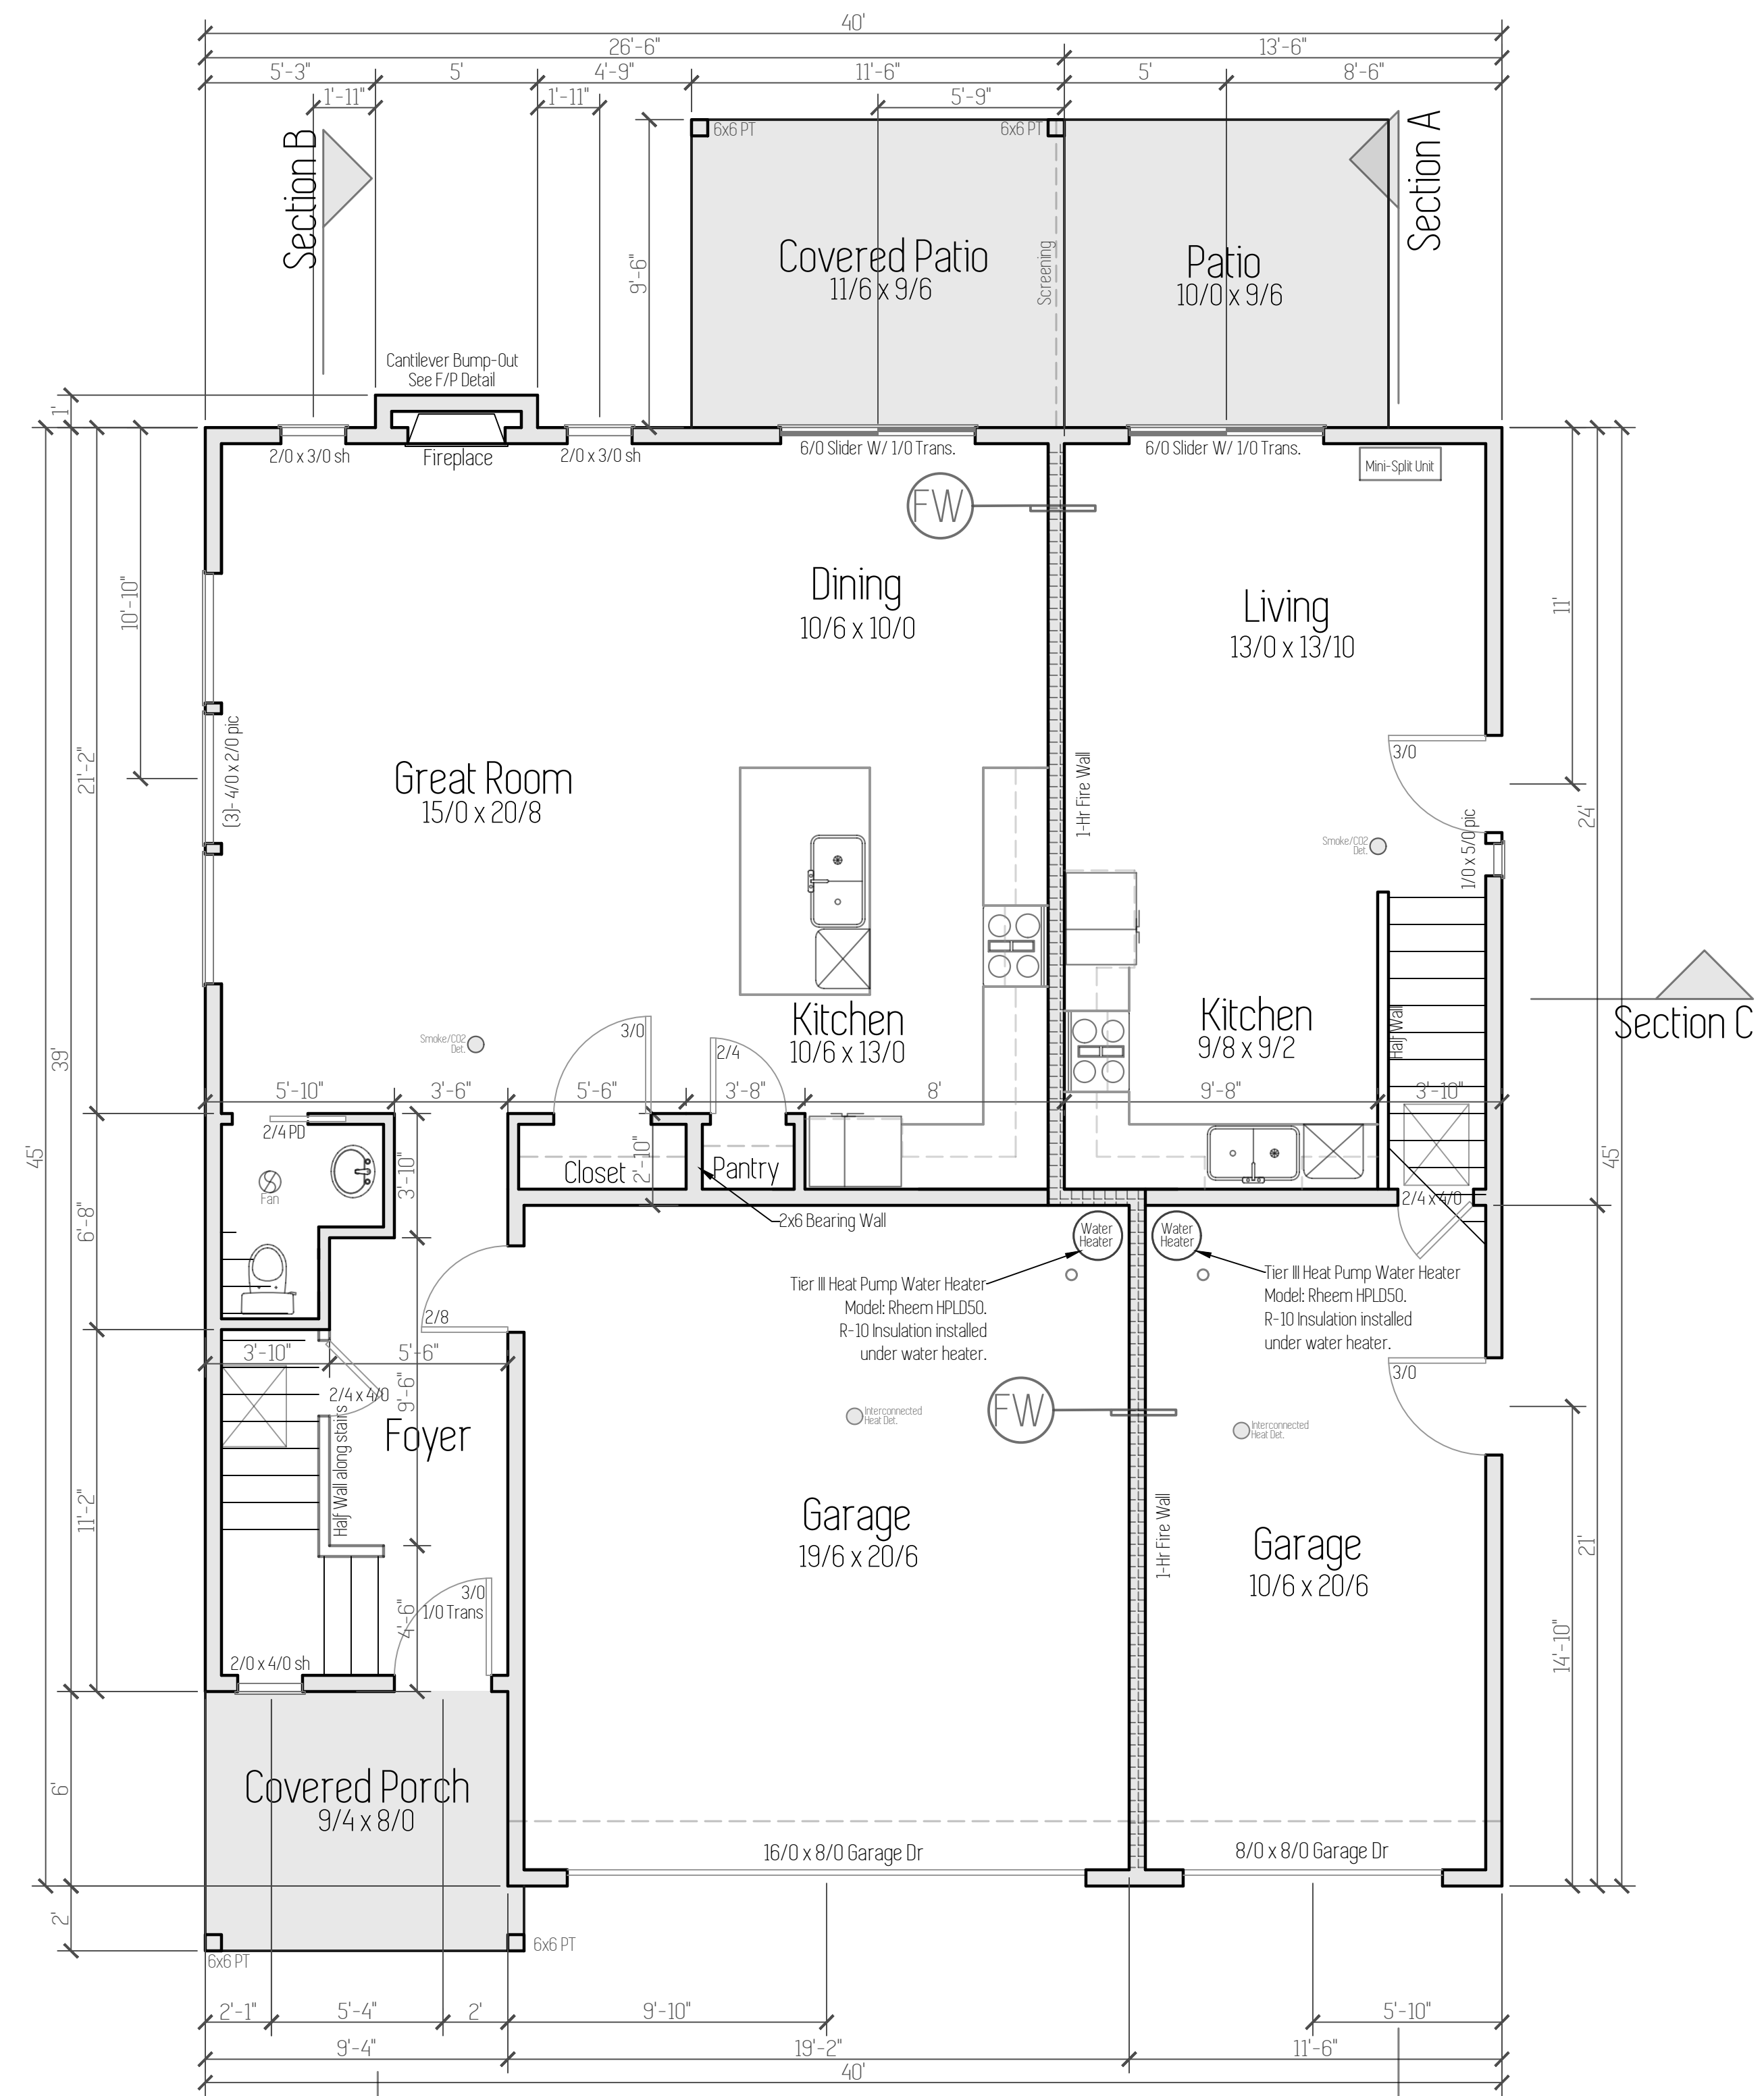 40'
26'-6"
13'-6"
5'-3"
5'
4'-9"
11'-6"
5'
8'-6"
1'-11"
1'-11"
5'-9"
6x6 PT
6x6 PT
Section B
Section A
9'-6"
Covered Patio
11/6 x 9/6
Screening
Patio
10/0 x 9/6
Cantilever Bump-Out
See F/P Detail
1'
2/0 x 3/0 sh
Fireplace
2/0 x 3/0 sh
6/0 Slider W/ 1/0 Trans.
6/0 Slider W/ 1/0 Trans.
Mini-Split Unit
FW
10'-10"
Dining
10/6 x 10/0
Living
13/0 x 13/10
11'
21'-2"
(3)- 4/0 x 2/0 pic
Great Room
15/0 x 20/8
1-Hr Fire Wall
3/0
24'
Smoke/CO2
Det.
1/0 x 5/0 pic
Kitchen
10/6 x 13/0
Kitchen
9/8 x 9/2
Half Wall
Section C
Smoke/CO2
Det.
3/0
2/4
39'
45'
5'-10"
3'-6"
5'-6"
3'-8"
8'
9'-8"
3'-10"
2/4 PD
Fan
3'-10"
Closet
2'-10"
Pantry
2/4 x 4/0
45'
6'-8"
2x6 Bearing Wall
Water
Heater
Water
Heater
Tier III Heat Pump Water Heater
Model: Rheem HPLD50.
R-10 Insulation installed
under water heater.
Tier III Heat Pump Water Heater
Model: Rheem HPLD50.
R-10 Insulation installed
under water heater.
2/8
3'-10"
5'-6"
2/4 x 4/0
9'-6"
3/0
Foyer
Half Wall along stairs
Interconnected
Heat Det.
FW
Interconnected
Heat Det.
11'-2"
Garage
19/6 x 20/6
1-Hr Fire Wall
Garage
10/6 x 20/6
21'
14'-10"
3/0
1/0 Trans
4'-6"
2/0 x 4/0 sh
Covered Porch
9/4 x 8/0
6'
16/0 x 8/0 Garage Dr
8/0 x 8/0 Garage Dr
2'
6x6 PT
6x6 PT
2'-1"
5'-4"
2'
9'-10"
5'-10"
9'-4"
19'-2"
11'-6"
40'